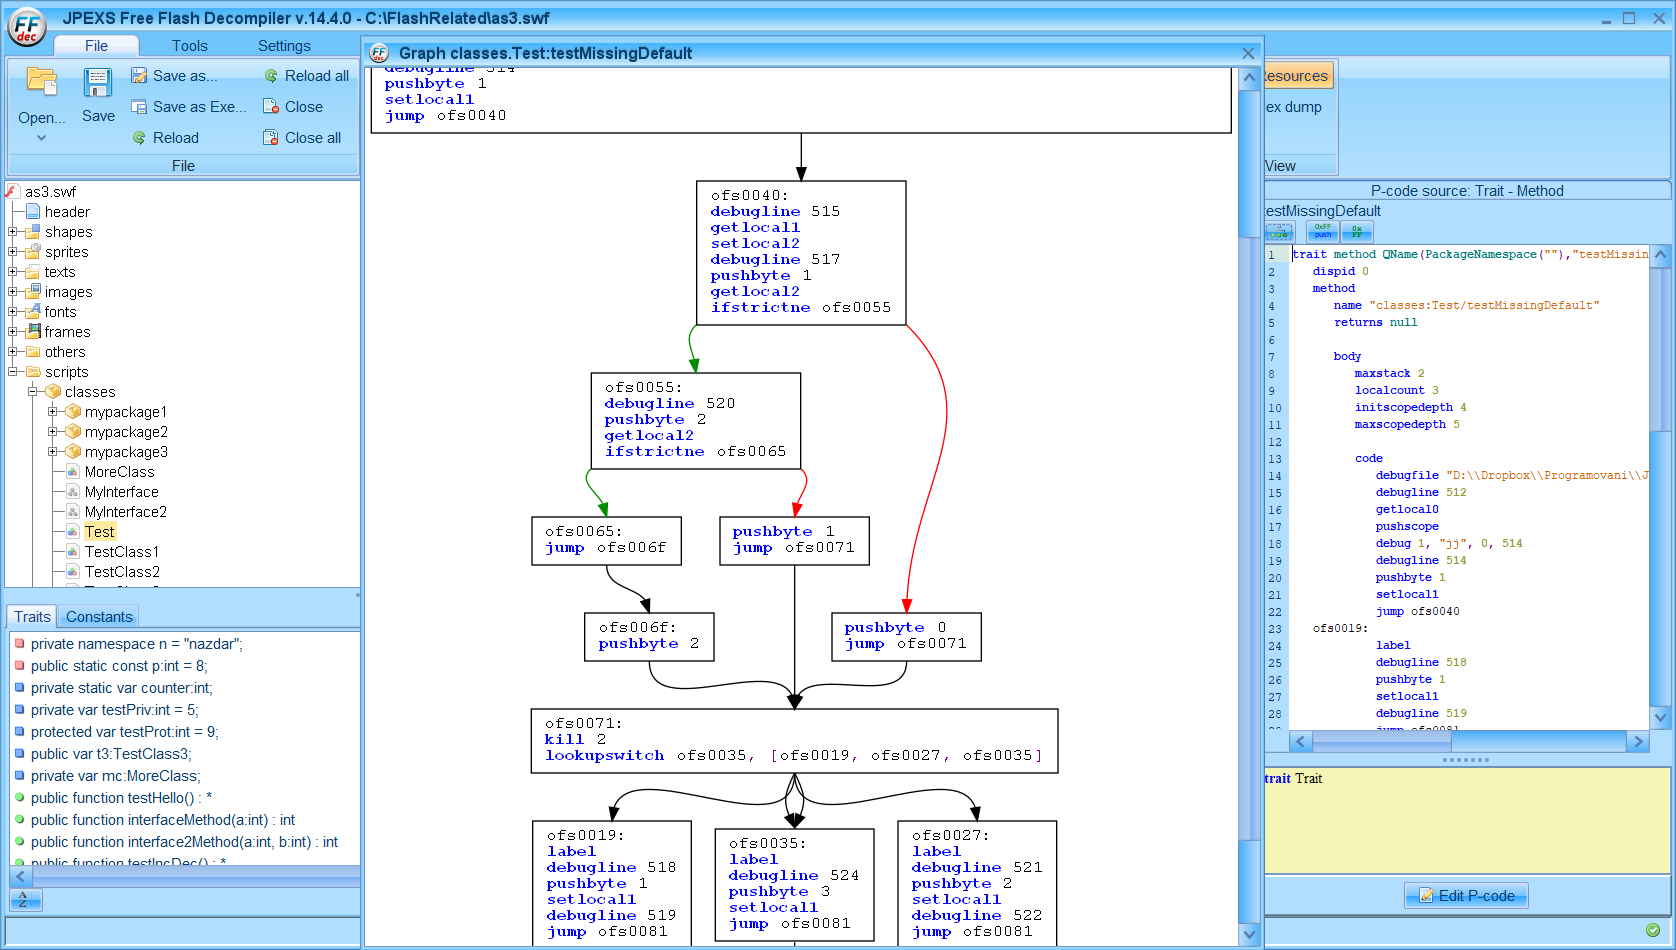 FF
dec
JPEXS Free Flash Decompiler v.14.4.0 - C:\FlashRelated\as3.swf
File
Tools
Settings
Open...
Save
Save as...
Save as Exe...
Reload
Reload all
Close
Close all
File
as3.swf
header
shapes
sprites
texts
images
fonts
frames
others
scripts
classes
mypackage1
mypackage2
mypackage3
MoreClass
MyInterface
MyInterface2
Test
TestClass1
TestClass2
Traits
Constants
private namespace n = "nazdar";
public static const p:int = 8;
private static var counter:int;
private var testPriv:int = 5;
protected var testProt:int = 9;
public var t3:TestClass3;
private var mc:MoreClass;
public function testHello() : *
public function interfaceMethod(a:int) : int
public function interface2Method(a:int, b:int) : int
public function testIncDec() : *
A
Z
FF
dec
Graph classes.Test:testMissingDefault
debugline 514
pushbyte 1
setlocal1
jump ofs0040
ofs0040:
debugline 515
getlocal1
setlocal2
debugline 517
pushbyte 1
getlocal2
ifstrictne ofs0055
ofs0055:
debugline 520
pushbyte 2
getlocal2
ifstrictne ofs0065
ofs0065:
jump ofs006f
pushbyte 1
jump ofs0071
ofs006f:
pushbyte 2
pushbyte 0
jump ofs0071
ofs0071:
kill 2
lookupswitch ofs0035, [ofs0019, ofs0027, ofs0035]
ofs0019:
label
debugline 518
pushbyte 1
setlocal1
debugline 519
jump ofs0081
ofs0035:
label
debugline 524
pushbyte 3
setlocal1
jump ofs0081
ofs0027:
label
debugline 521
pushbyte 2
setlocal1
debugline 522
jump ofs0081
esources
ex dump
View
P-code source: Trait - Method
testMissingDefault
0xFF
push
0x
FF
1 trait method QName(PackageNamespace(""),"testMissin
2 dispid 0
3 method
4 name "classes:Test/testMissingDefault"
5 returns null
6
7 body
8 maxstack 2
9 localcount 3
10 initscopedepth 4
11 maxscopedepth 5
12
13 code
14 debugfile "D:\\Dropbox\\Programovani\\J
15 debugline 512
16 getlocal0
17 pushscope
18 debug 1, "jj", 0, 514
19 debugline 514
20 pushbyte 1
21 setlocal1
22 jump ofs0040
23 ofs0019:
24 label
25 debugline 518
26 pushbyte 1
27 setlocal1
28 debugline 519
jump ofs0081
trait Trait
Edit P-code